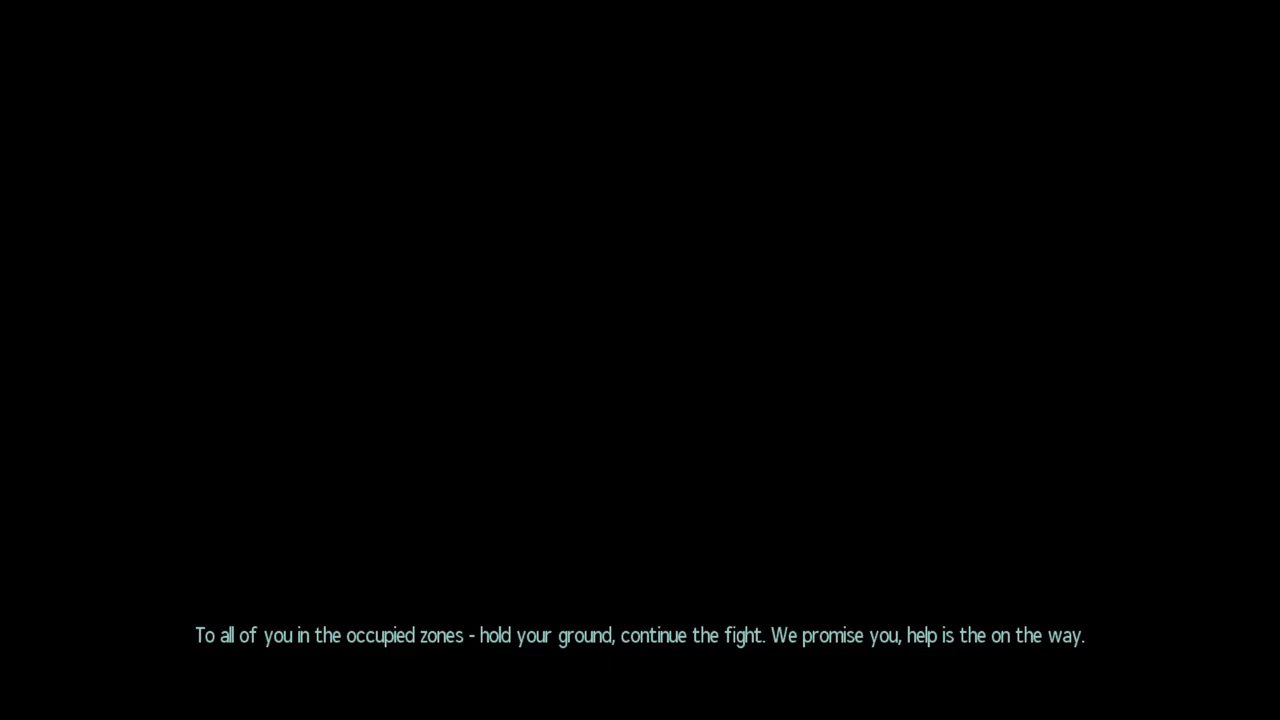 To all of you in the occupied zones - hold your ground, continue the fight. We promise you, help is the on the way.